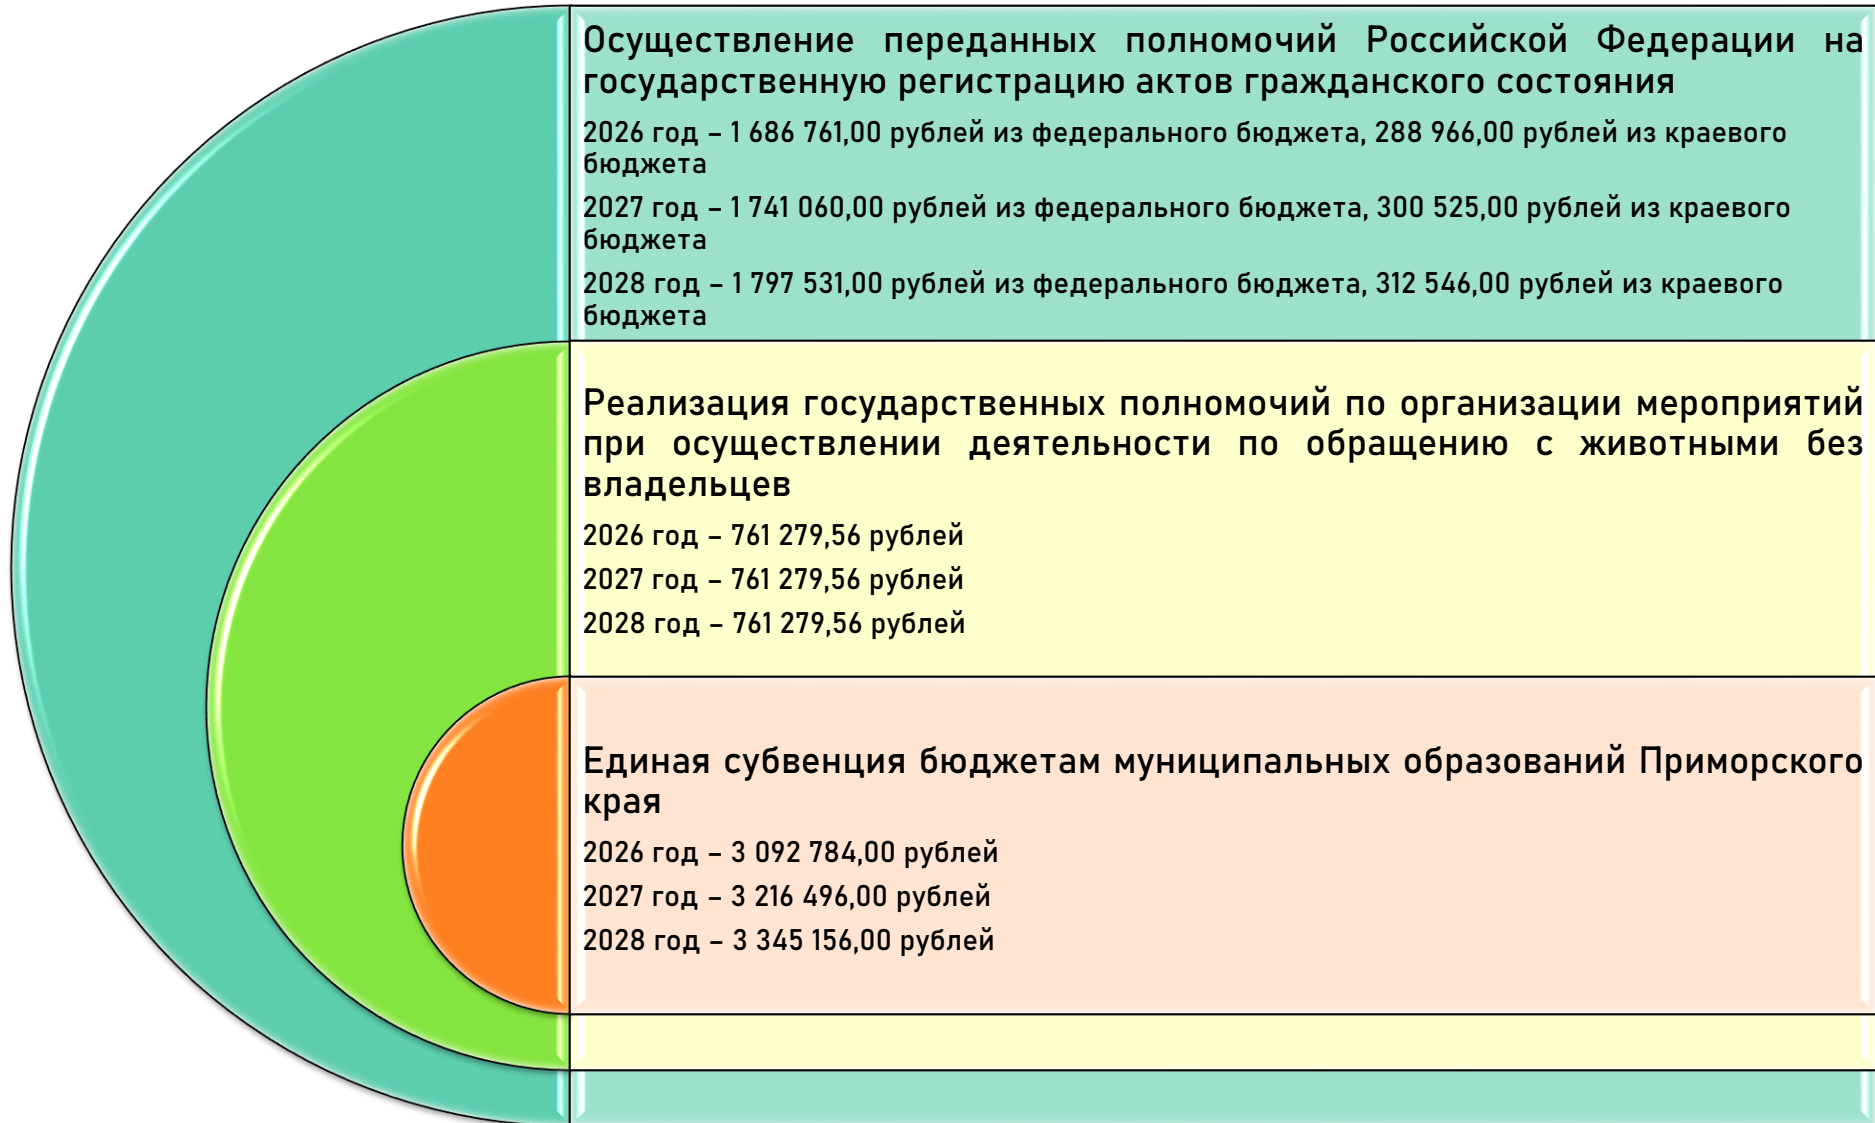 Осуществление переданных полномочий Российской Федерации на
государственную регистрацию актов гражданского состояния
2026 год – 1 686 761,00 рублей из федерального бюджета, 288 966,00 рублей из краевого
бюджета
2027 год – 1 741 060,00 рублей из федерального бюджета, 300 525,00 рублей из краевого
бюджета
2028 год – 1 797 531,00 рублей из федерального бюджета, 312 546,00 рублей из краевого
бюджета
Реализация государственных полномочий по организации мероприятий
при осуществлении деятельности по обращению с животными без
владельцев
2026 год – 761 279,56 рублей
2027 год – 761 279,56 рублей
2028 год – 761 279,56 рублей
Единая субвенция бюджетам муниципальных образований Приморского
края
2026 год – 3 092 784,00 рублей
2027 год – 3 216 496,00 рублей
2028 год – 3 345 156,00 рублей